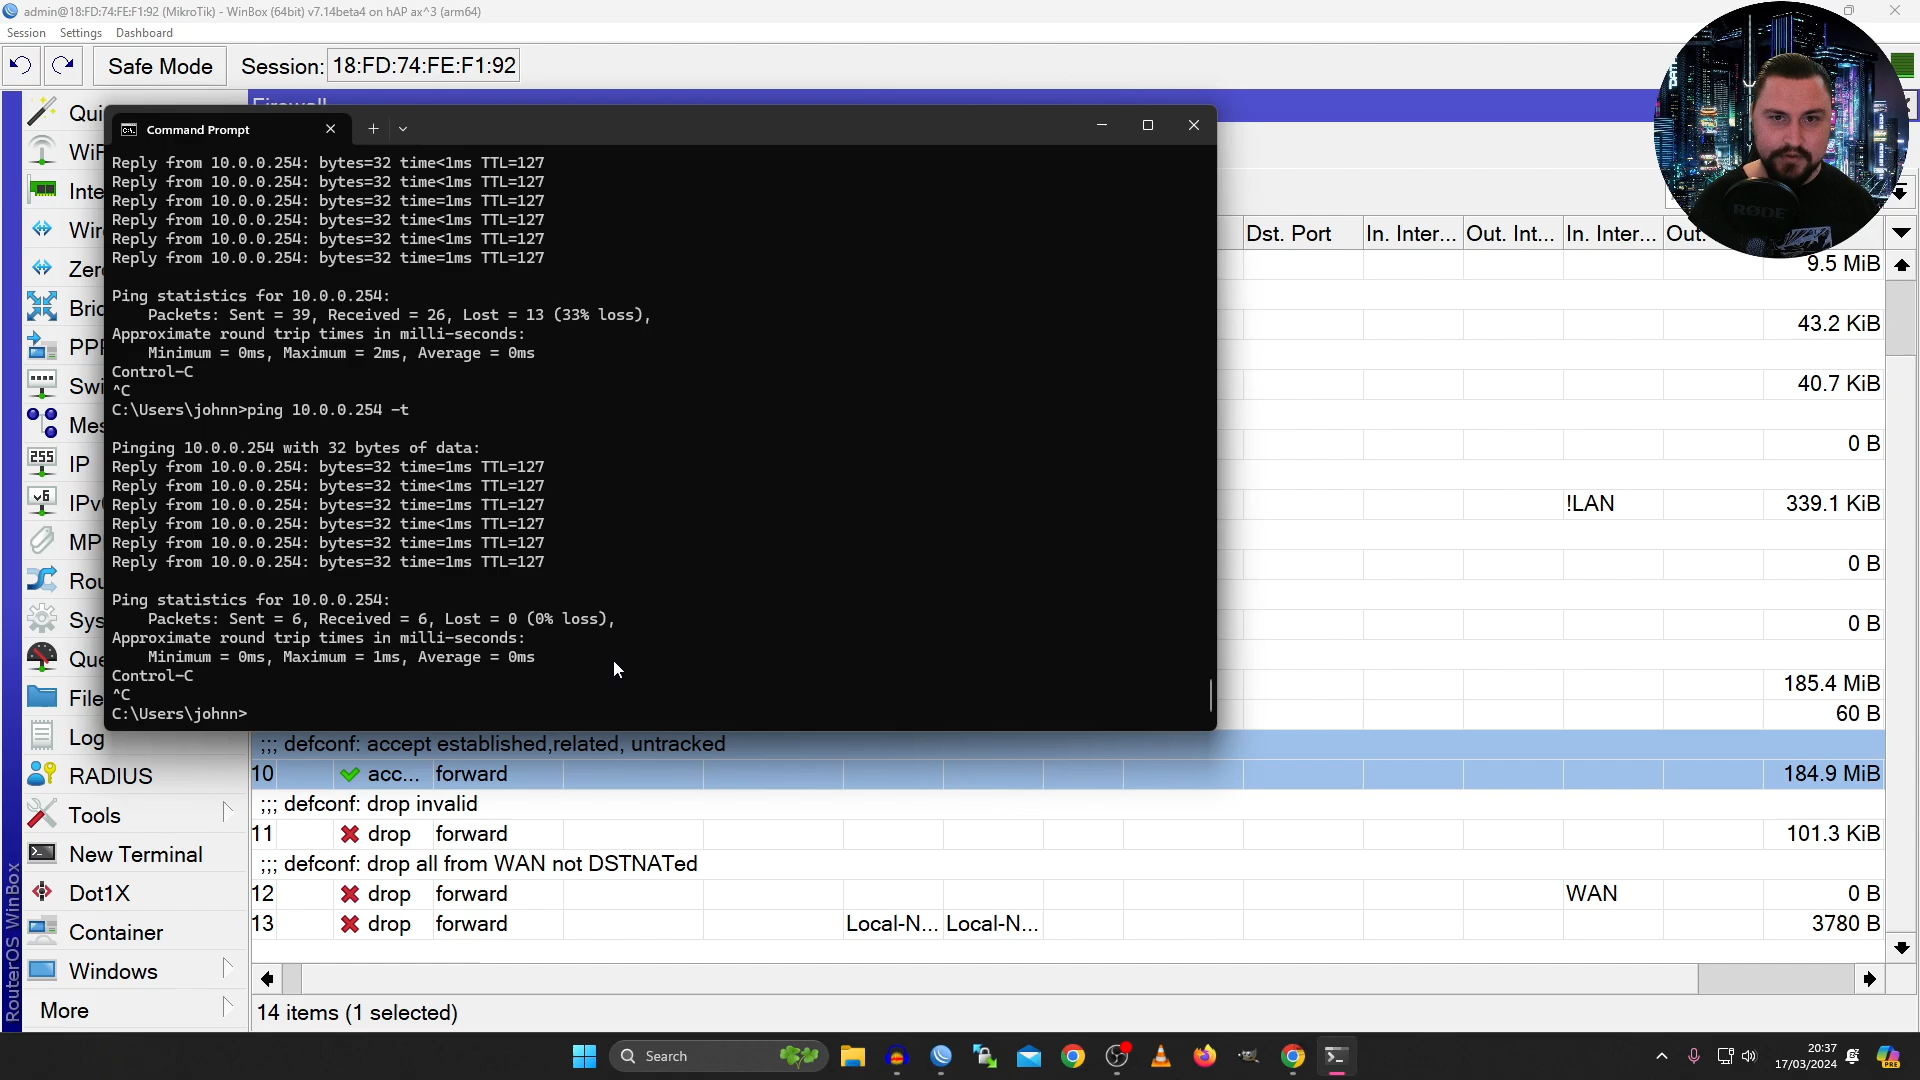 admin@18:FD:74:FE:F1:92 (MikroTik) - WinBox (64bit) v7.14beta4 on hAP ax^3 (arm64)
Session Settings Dashboard
Safe Mode Session: 18:FD:74:FE:F1:92
Firewall
Command Prompt
Reply from 10.0.0.254: bytes=32 time<1ms TTL=127
Reply from 10.0.0.254: bytes=32 time<1ms TTL=127
Reply from 10.0.0.254: bytes=32 time=1ms TTL=127
Reply from 10.0.0.254: bytes=32 time<1ms TTL=127
Reply from 10.0.0.254: bytes=32 time<1ms TTL=127
Reply from 10.0.0.254: bytes=32 time=1ms TTL=127
Ping statistics for 10.0.0.254:
Packets: Sent = 39, Received = 26, Lost = 13 (33% loss),
Approximate round trip times in milli-seconds:
Minimum = 0ms, Maximum = 2ms, Average = 0ms
Control-C
^C
C:\Users\johnn>ping 10.0.0.254 -t
Pinging 10.0.0.254 with 32 bytes of data:
Reply from 10.0.0.254: bytes=32 time=1ms TTL=127
Reply from 10.0.0.254: bytes=32 time<1ms TTL=127
Reply from 10.0.0.254: bytes=32 time=1ms TTL=127
Reply from 10.0.0.254: bytes=32 time<1ms TTL=127
Reply from 10.0.0.254: bytes=32 time=1ms TTL=127
Reply from 10.0.0.254: bytes=32 time=1ms TTL=127
Ping statistics for 10.0.0.254:
Packets: Sent = 6, Received = 6, Lost = 0 (0% loss),
Approximate round trip times in milli-seconds:
Minimum = 0ms, Maximum = 1ms, Average = 0ms
Control-C
^C
C:\Users\johnn>
IP
Log
RADIUS
Tools
New Terminal
Dot1X
Container
Windows
More
RouterOS WinBox
Dst. Port In. Inter... Out. Int... In. Inter... Out.
9.5 MiB
43.2 KiB
40.7 KiB
0 B
!LAN 339.1 KiB
0 B
0 B
185.4 MiB
60 B
;;; defconf: accept established,related, untracked
10 acc... forward 184.9 MiB
;;; defconf: drop invalid
11 drop forward 101.3 KiB
;;; defconf: drop all from WAN not DSTNATed
12 drop forward WAN 0 B
13 drop forward Local-N... Local-N... 3780 B
14 items (1 selected)
RØDE
Search
20:37
17/03/2024
PRE